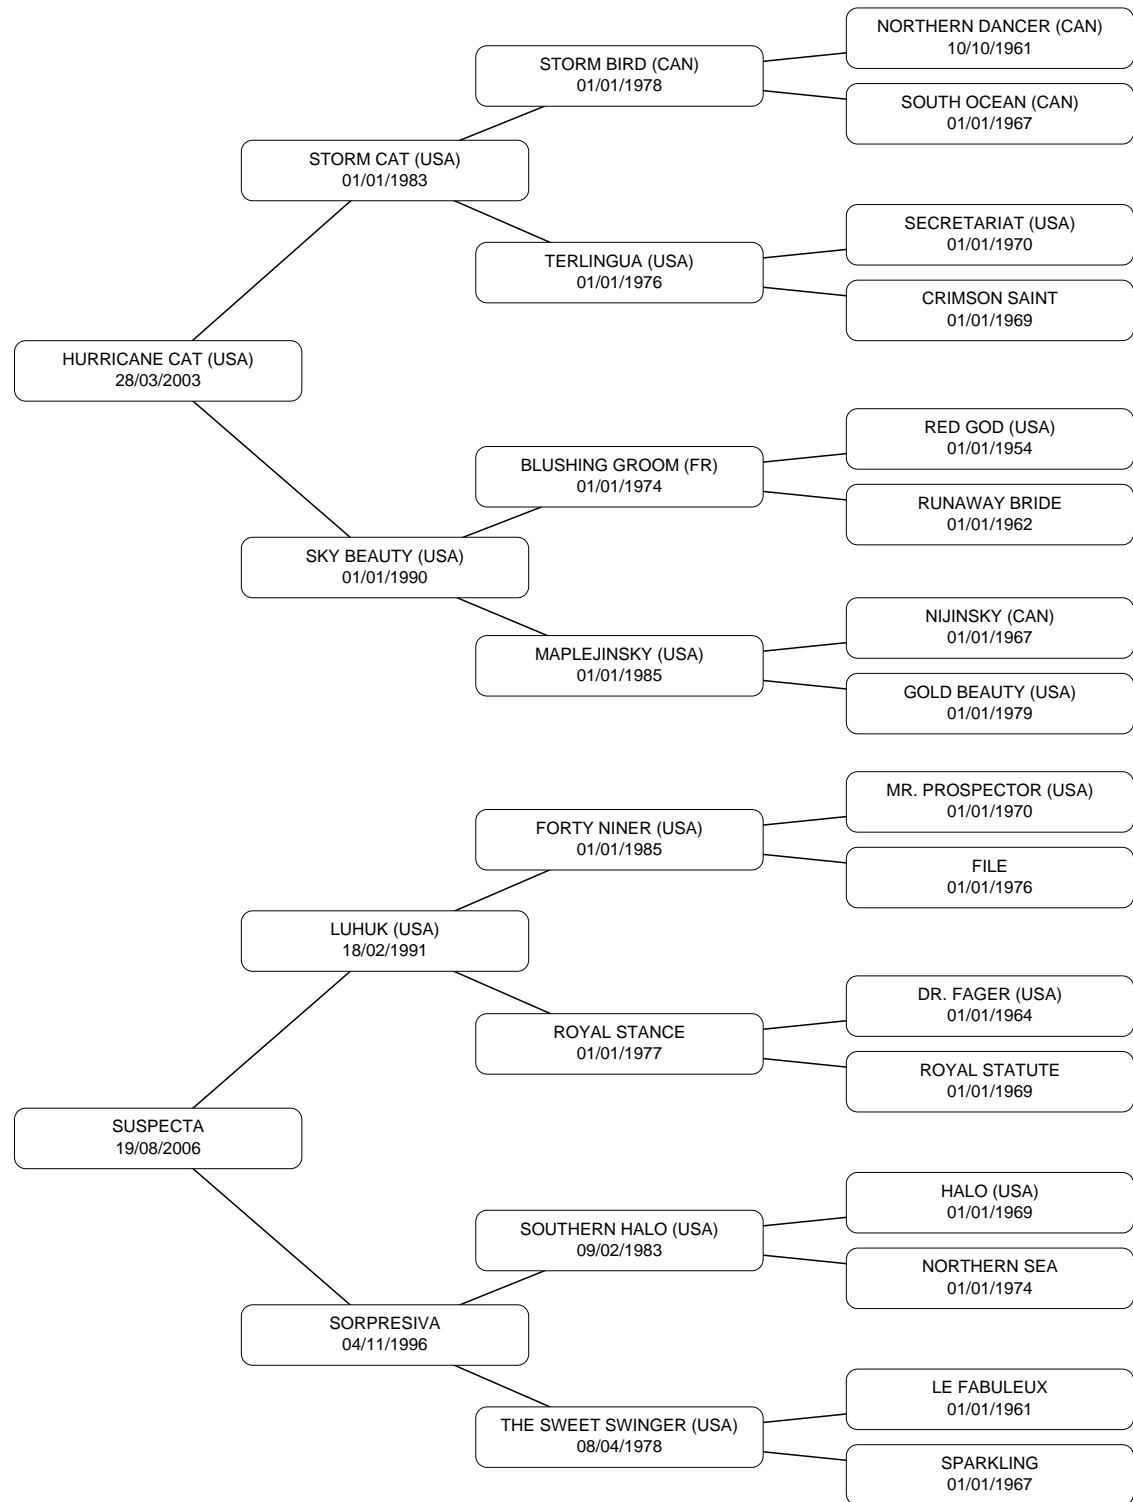 NORTHERN DANCER (CAN)
10/10/1961
STORM BIRD (CAN)
01/01/1978
SOUTH OCEAN (CAN)
01/01/1967
STORM CAT (USA)
01/01/1983
SECRETARIAT (USA)
01/01/1970
TERLINGUA (USA)
01/01/1976
CRIMSON SAINT
01/01/1969
HURRICANE CAT (USA)
28/03/2003
RED GOD (USA)
01/01/1954
BLUSHING GROOM (FR)
01/01/1974
RUNAWAY BRIDE
01/01/1962
SKY BEAUTY (USA)
01/01/1990
NIJINSKY (CAN)
01/01/1967
MAPLEJINSKY (USA)
01/01/1985
GOLD BEAUTY (USA)
01/01/1979
MR. PROSPECTOR (USA)
01/01/1970
FORTY NINER (USA)
01/01/1985
FILE
01/01/1976
LUHUK (USA)
18/02/1991
DR. FAGER (USA)
01/01/1964
ROYAL STANCE
01/01/1977
ROYAL STATUTE
01/01/1969
SUSPECTA
19/08/2006
HALO (USA)
01/01/1969
SOUTHERN HALO (USA)
09/02/1983
NORTHERN SEA
01/01/1974
SORPRESIVA
04/11/1996
LE FABULEUX
01/01/1961
THE SWEET SWINGER (USA)
08/04/1978
SPARKLING
01/01/1967